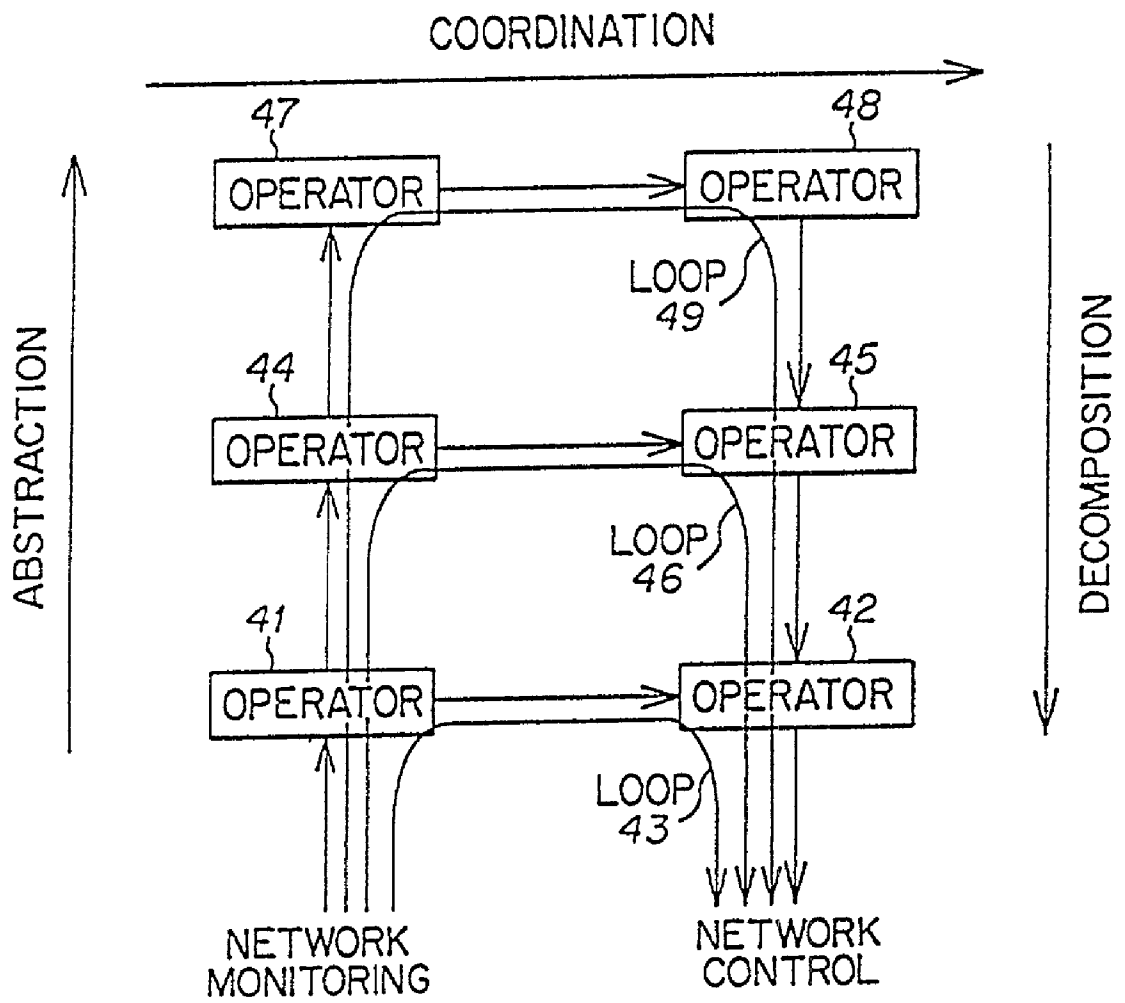 COORDINATION
47
48
OPERATOR
OPERATOR
LOOP
49
ABSTRACTION
DECOMPOSITION
44
45
OPERATOR
OPERATOR
LOOP
46
41
42
OPERATOR
OPERATOR
LOOP
43
NETWORK
MONITORING
NETWORK
CONTROL